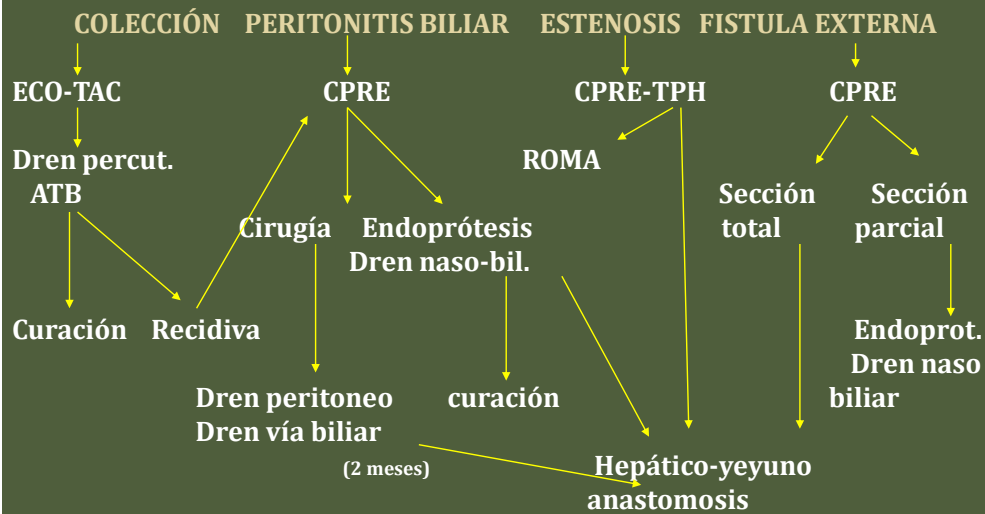 COLECCIÓN PERITONITIS BILIAR ESTENOSIS FISTULA EXTERNA
ECO-TAC CPRE CPRE-TPH CPRE
Dren percut.
ATB
ROMA
Sección total
Sección parcial
Cirugía
Endoprótesis
Dren naso-bil.
Curación Recidiva
Endoprot.
Dren naso
biliar
Dren peritoneo
Dren vía biliar
(2 meses)
curación
Hepático-yeyuno
anastomosis